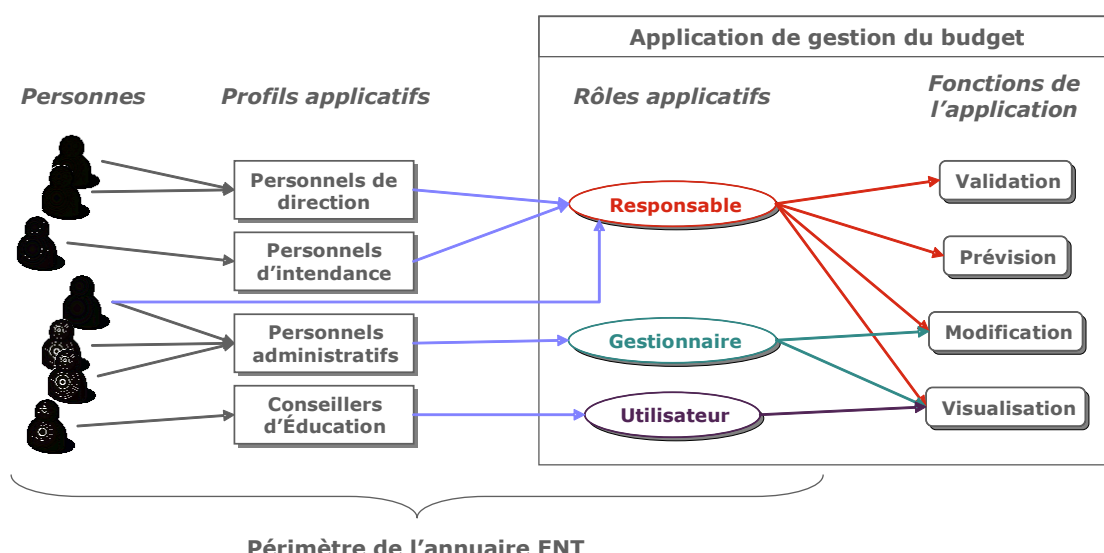 Application de gestion du budget
Personnes
Profils applicatifs
Rôles applicatifs
Fonctions de
l’application
Personnels de
direction
Responsable
Validation
Personnels
d’intendance
Prévision
Personnels
administratifs
Gestionnaire
Modification
Conseillers
d’Éducation
Utilisateur
Visualisation
Périmètre de l’annuaire ENT